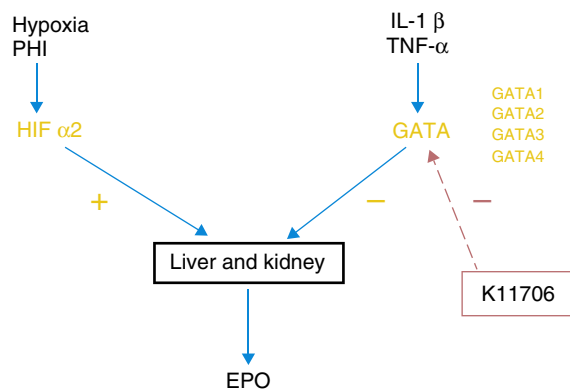 Hypoxia
PHI
IL-1 β
TNF-α
HIF α2
GATA
GATA1
GATA2
GATA3
GATA4
+
−
−
Liver and kidney
K11706
EPO